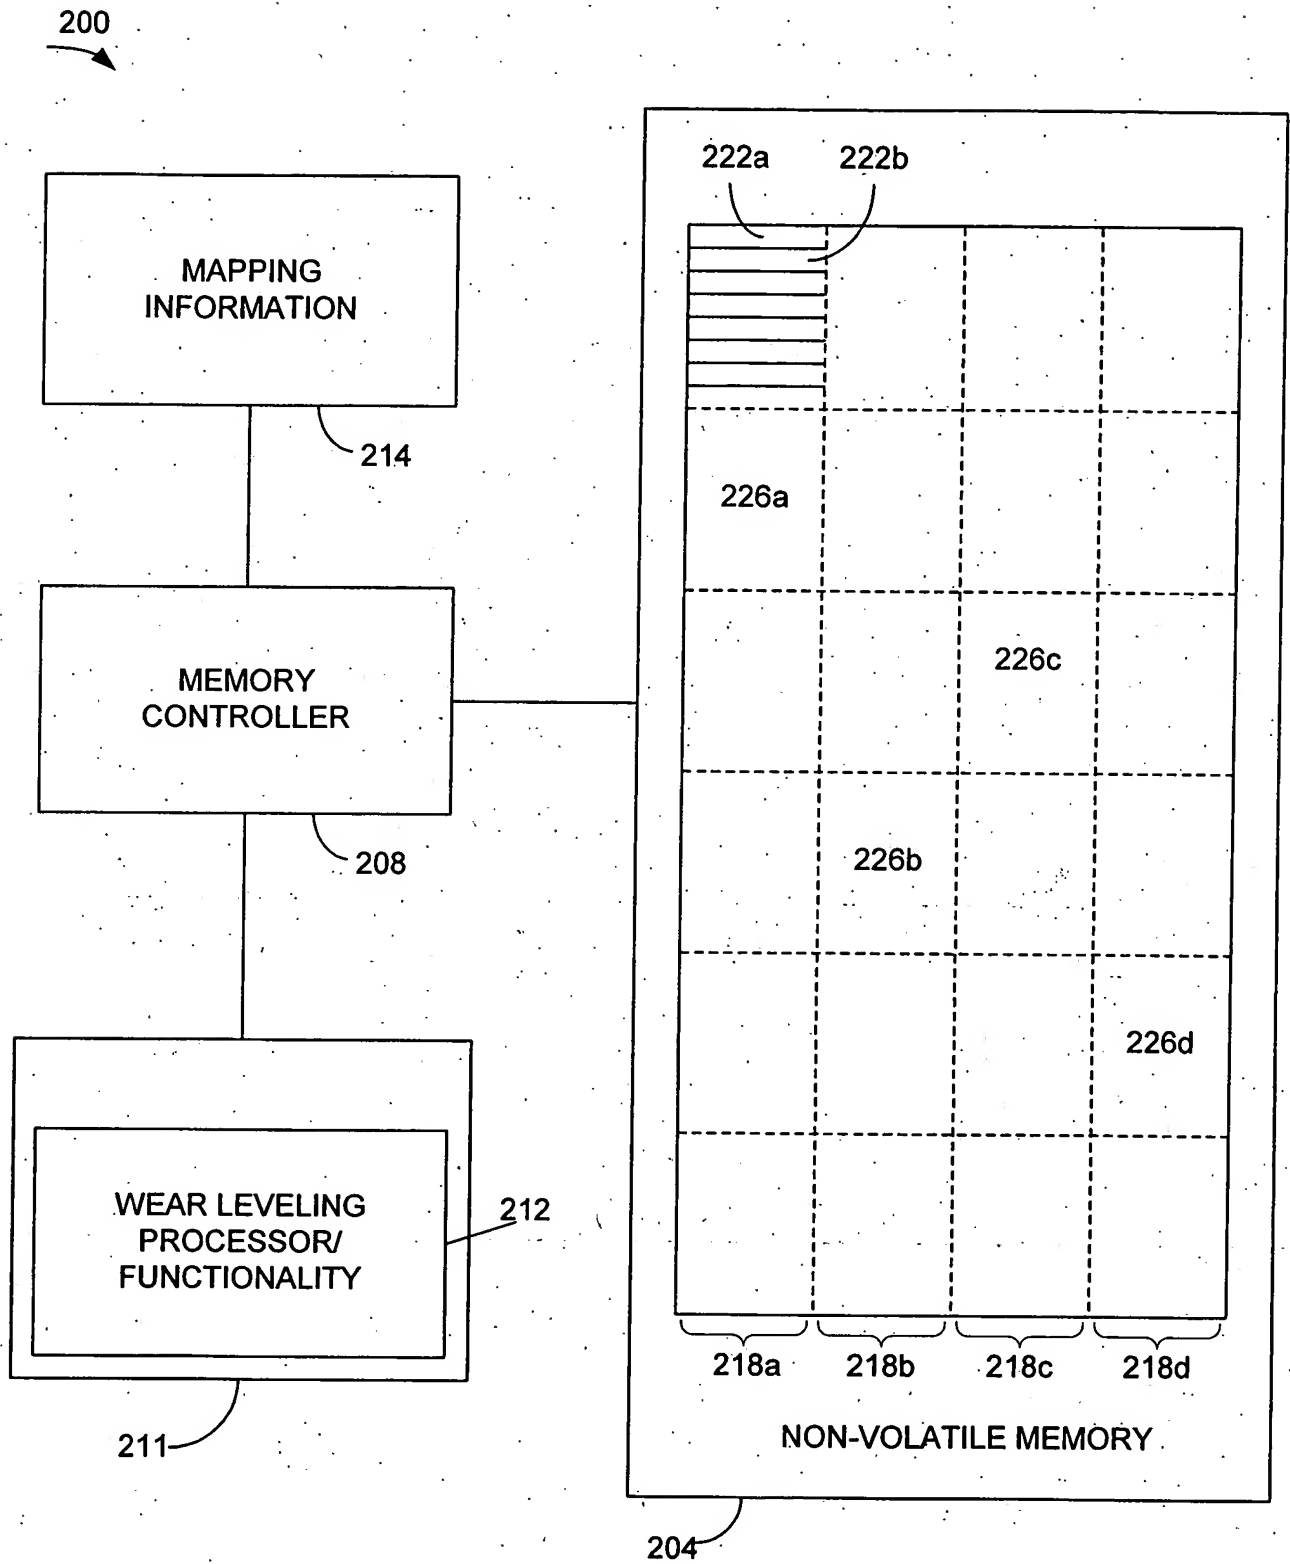 200
222a
222b
MAPPING
INFORMATION
214
226a
MEMORY
CONTROLLER
226c
208
226b
226d
WEAR LEVELING
PROCESSOR/
FUNCTIONALITY
212
218a
218b
218c
218d
211
NON-VOLATILE MEMORY
204